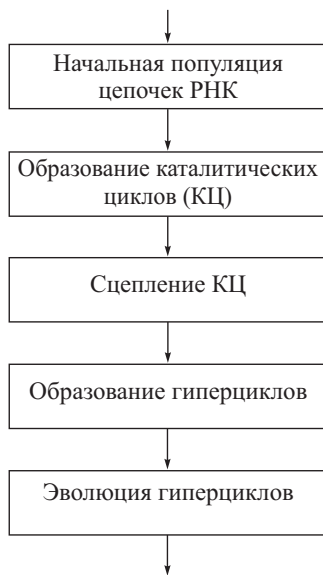 Начальная популяция
цепочек РНК
Образование каталитических
циклов (КЦ)
Сцепление КЦ
Образование гиперциклов
Эволюция гиперциклов